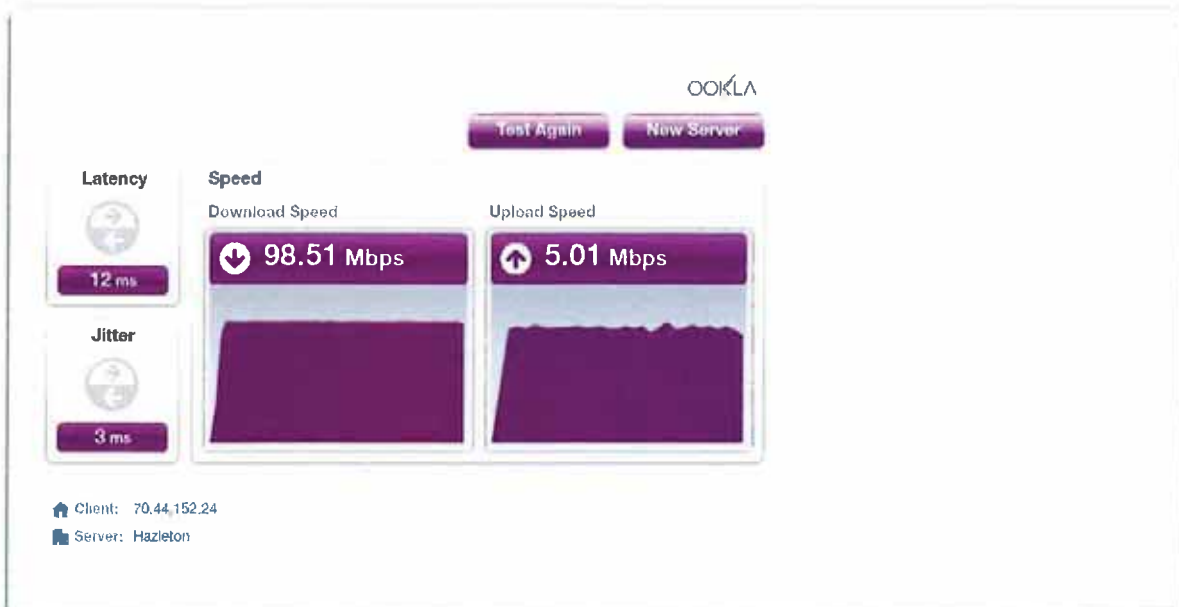 OOKLA
Test Again
New Server
Latency
12 ms
Jitter
3 ms
Speed
Download Speed
98.51 Mbps
Upload Speed
5.01 Mbps
Client: 70.44.152.24
Server: Hazleton